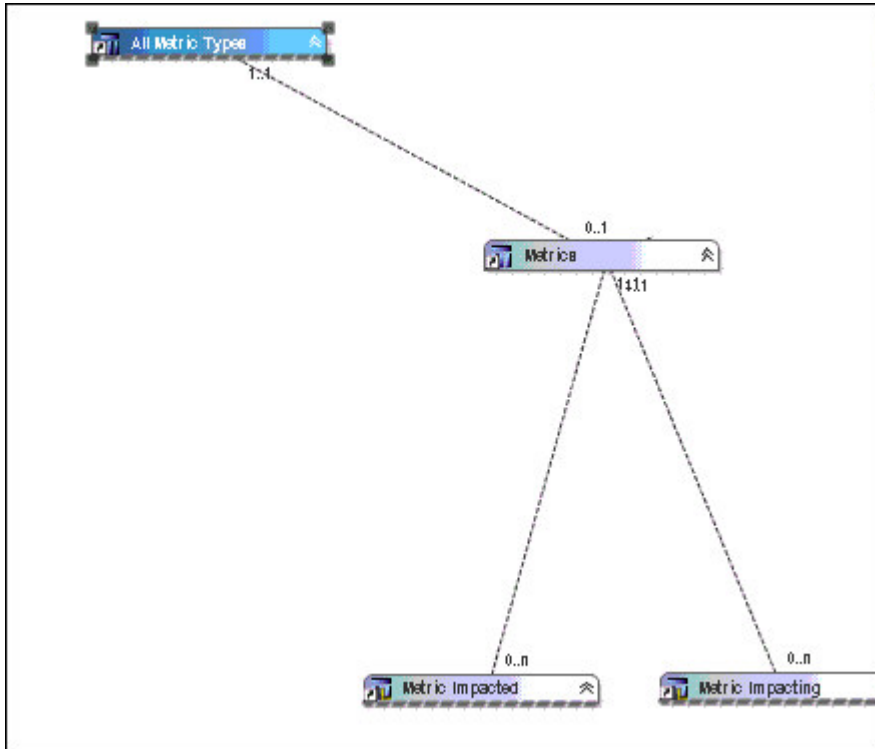 All Metric Types
1..1
0..1
Metrics
0..n
Metric Impacted
0..n
Metric Impacting